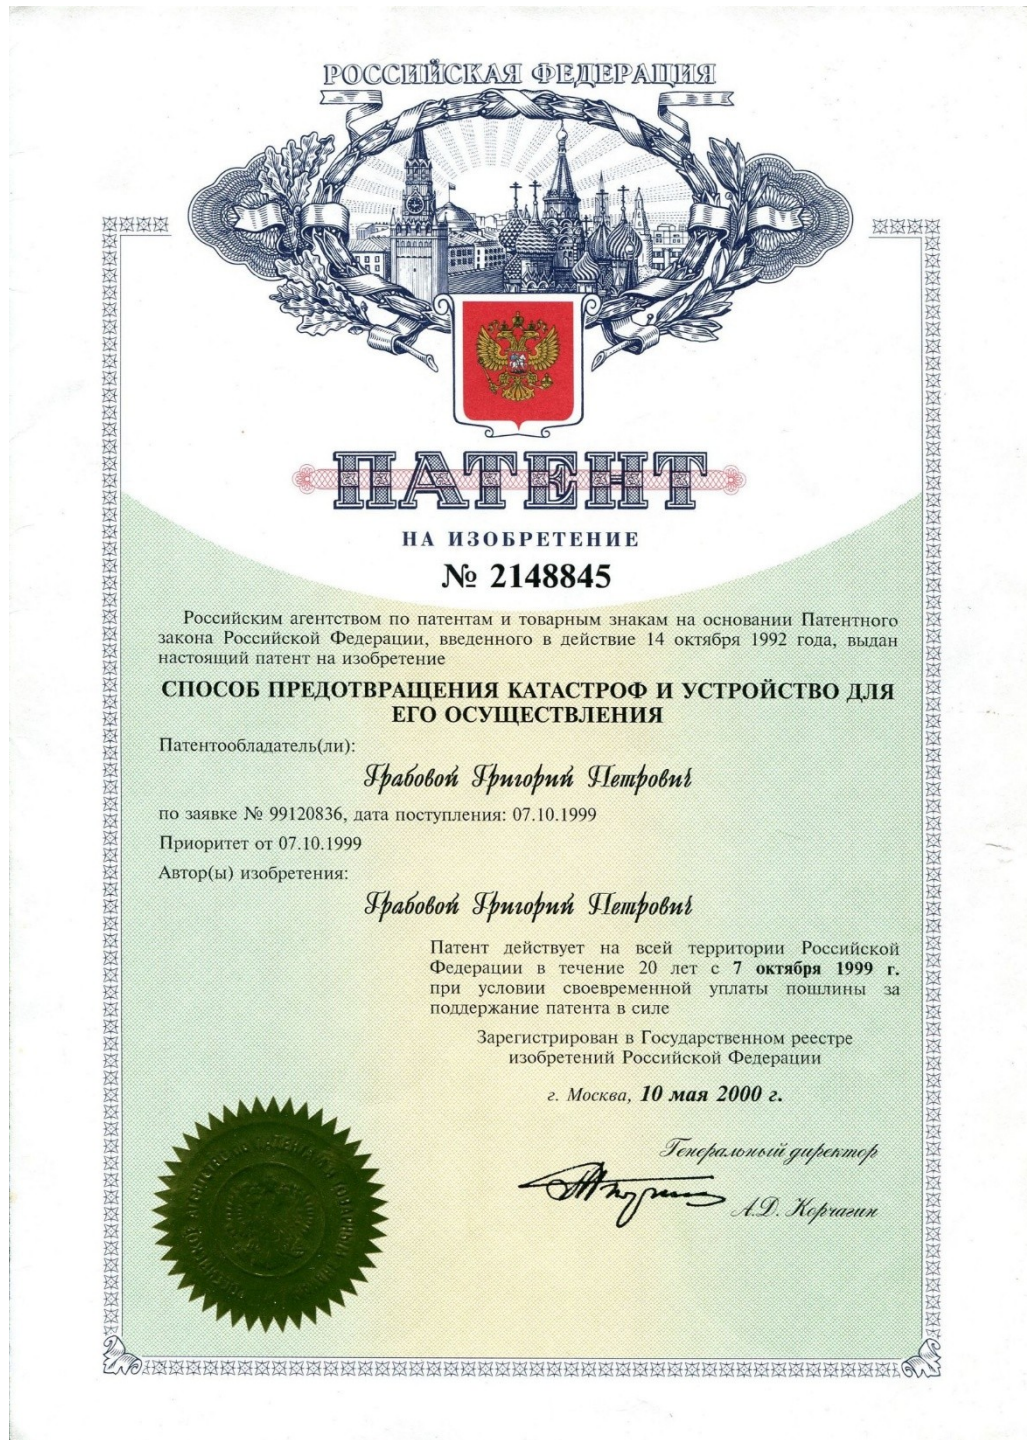 РОССИЙСКАЯ ФЕДЕРАЦИЯ
ПАТЕНТ
НА ИЗОБРЕТЕНИЕ
№ 2148845
Российским агентством по патентам и товарным знакам на основании Патентного
закона Российской Федерации, введенного в действие 14 октября 1992 года, выдан
настоящий патент на изобретение
СПОСОБ ПРЕДОТВРАЩЕНИЯ КАТАСТРОФ И УСТРОЙСТВО ДЛЯ
ЕГО ОСУЩЕСТВЛЕНИЯ
Патентообладатель(ли):
Грабовой Григорий Петрович
по заявке № 99120836, дата поступления: 07.10.1999
Приоритет от 07.10.1999
Автор(ы) изобретения:
Грабовой Григорий Петрович
Патент действует на всей территории Российской
Федерации в течение 20 лет с 7 октября 1999 г.
при условии своевременной уплаты пошлины за
поддержание патента в силе
Зарегистрирован в Государственном реестре
изобретений Российской Федерации
г. Москва, 10 мая 2000 г.
Генеральный директор
А.Д. Корчагин